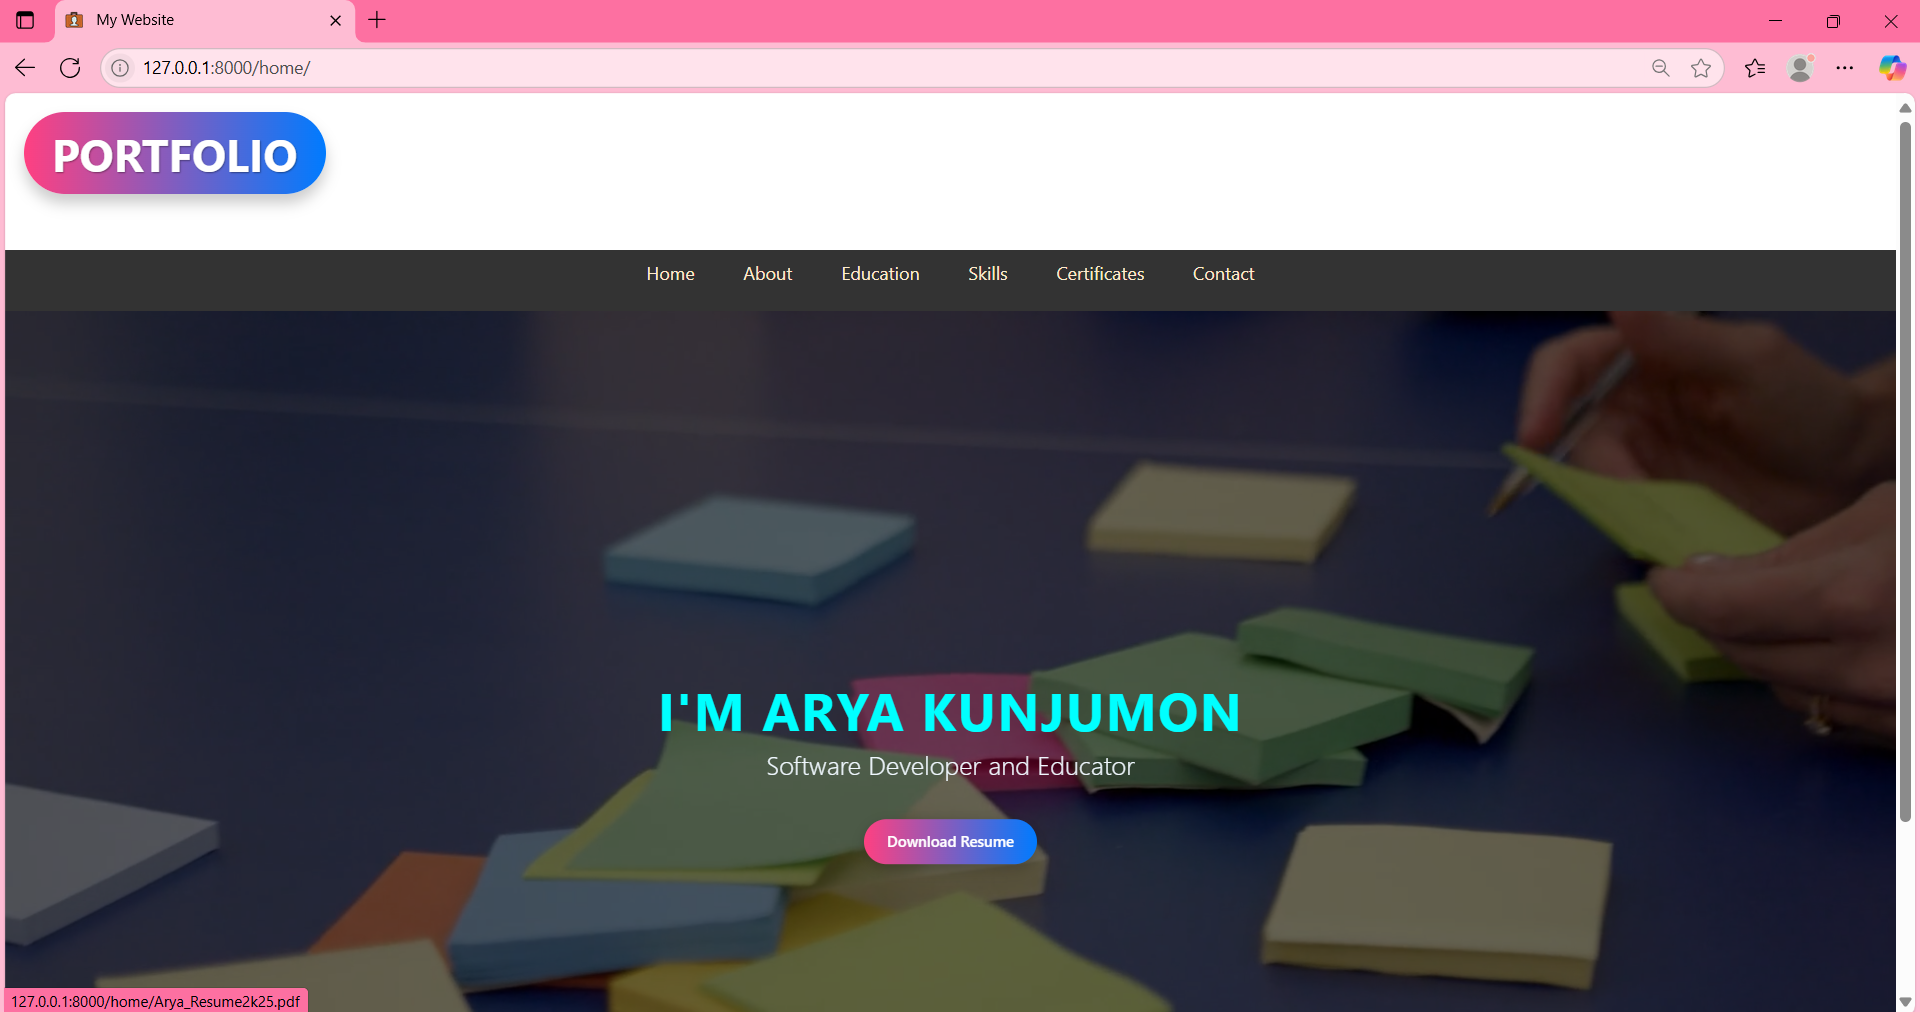 My Website
127.0.0.1:8000/home/
PORTFOLIO
Home About Education Skills Certificates Contact
I'M ARYA KUNJUMON
Software Developer and Educator
Download Resume
127.0.0.1:8000/home/Arya_Resume2k25.pdf